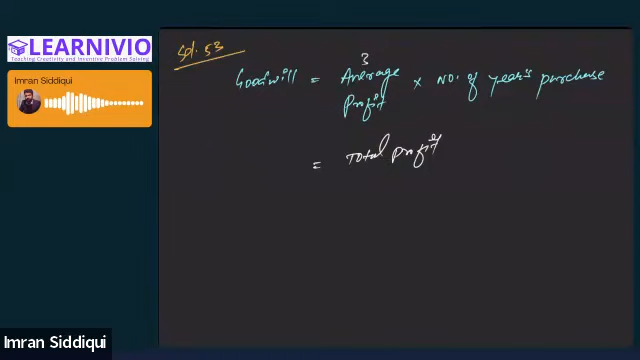 LEARNIVIO
Teaching Creativity and Inventive Problem Solving
Imran Siddiqui
Sol. 53
3
Goodwill = Average Profit × No. of year's purchase
= Total profit
Imran Siddiqui